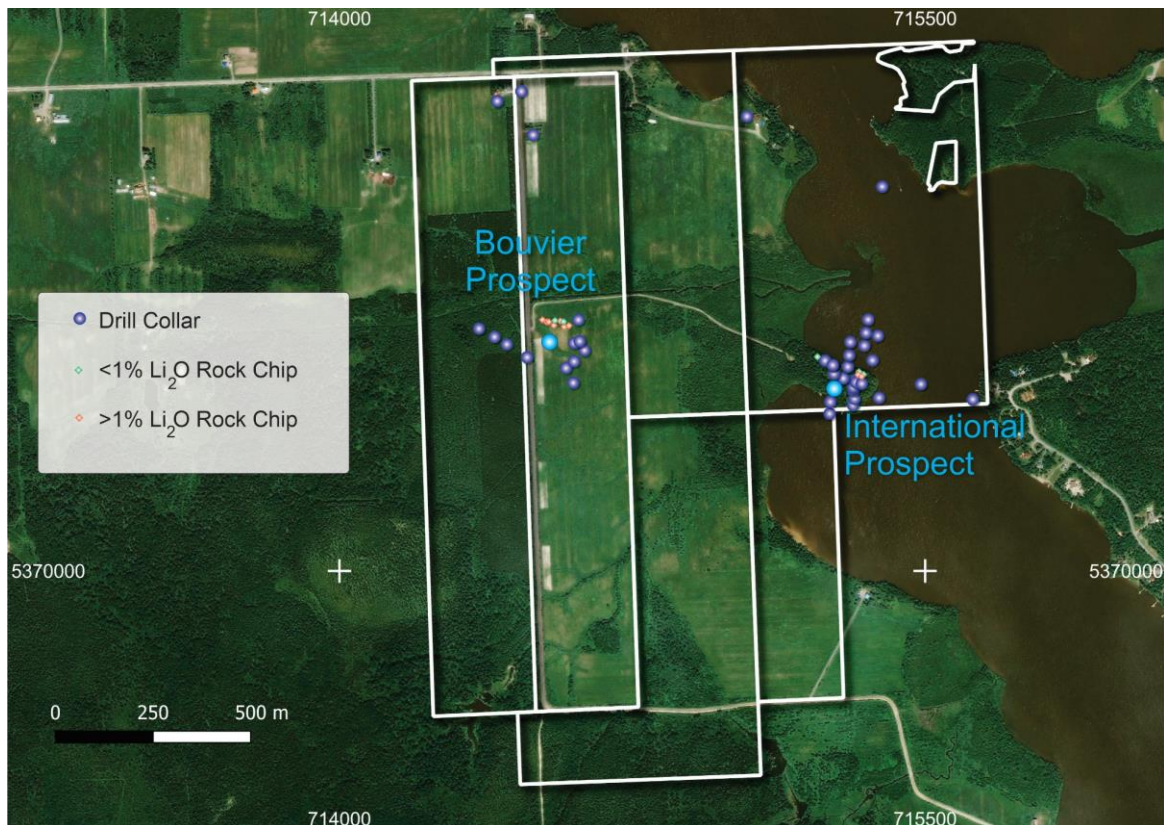 714000
715500
Bouvier
Prospect
Drill Collar
<1% Li₂O Rock Chip
>1% Li₂O Rock Chip
International
Prospect
5370000
5370000
0 250 500 m
714000
715500